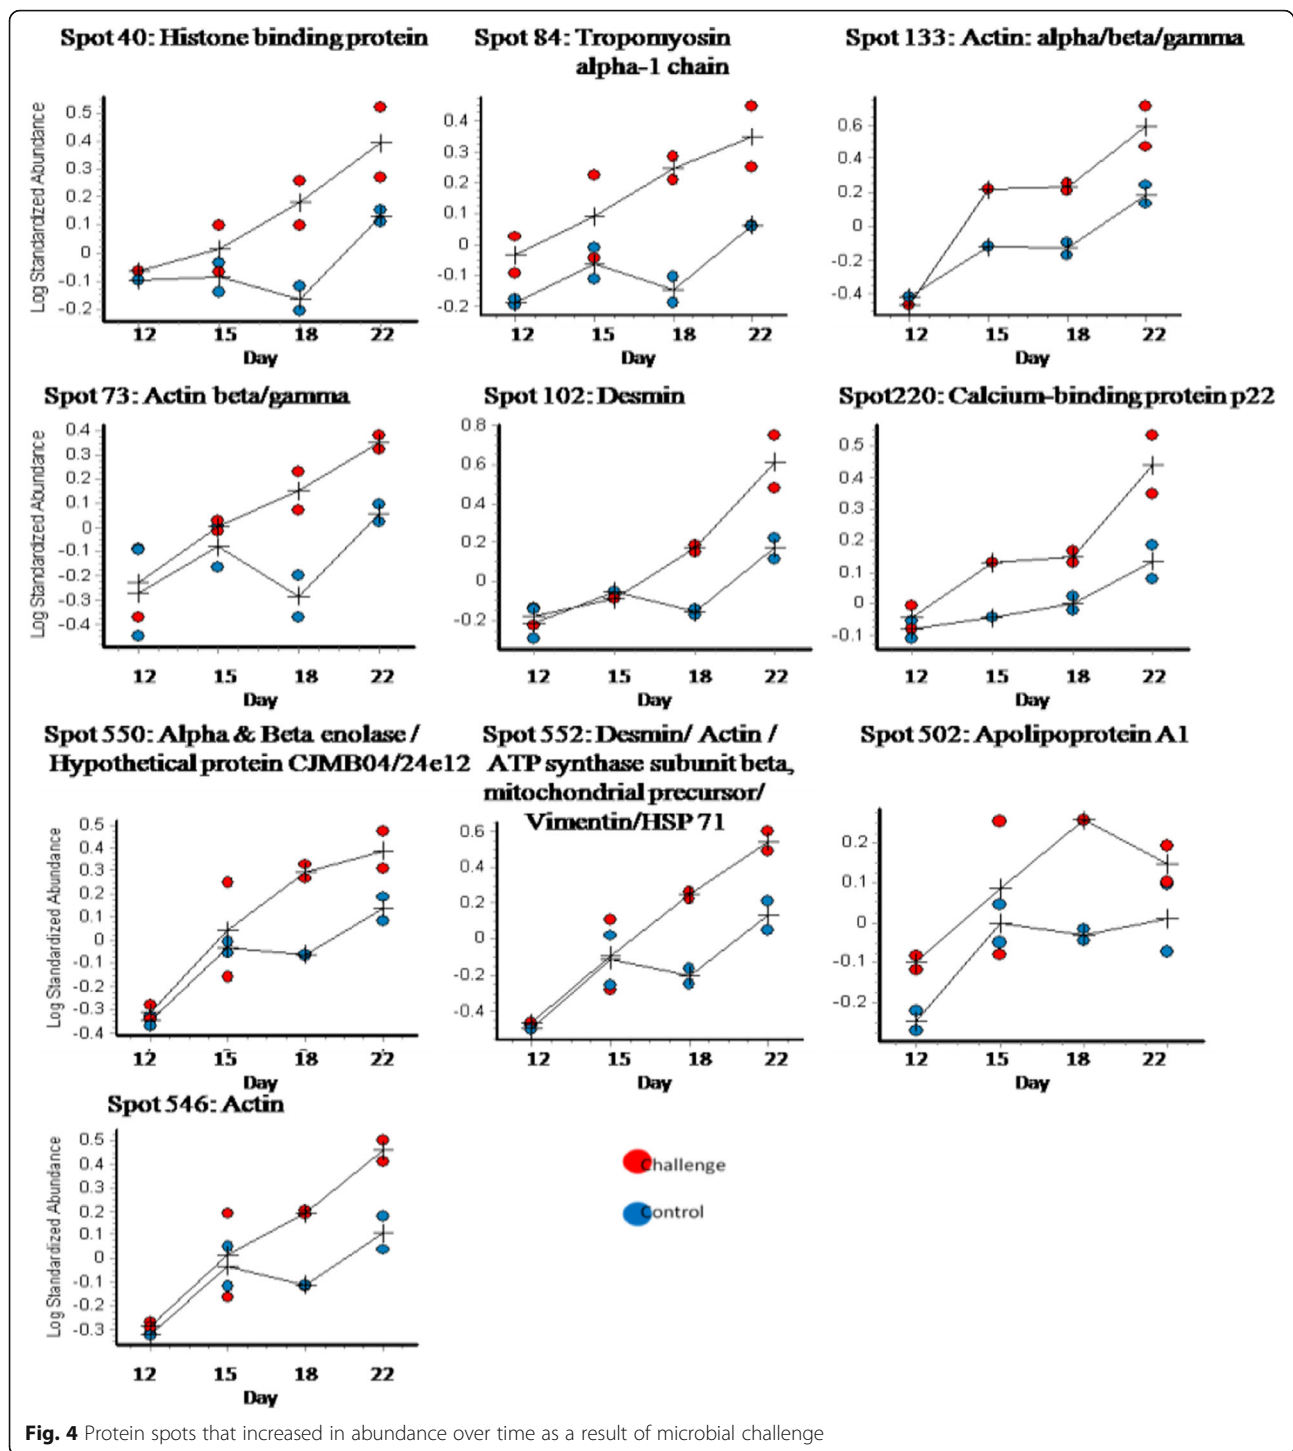 Spot 40: Histone binding protein
Log Standardized Abundance
0.5
0.4
0.3
0.2
0.1
0
-0.1
-0.2
12 15 18 22
Day
Spot 84: Tropomyosin
alpha-1 chain
0.4
0.3
0.2
0.1
0
-0.1
-0.2
12 15 18 22
Day
Spot 133: Actin: alpha/beta/gamma
0.6
0.4
0.2
0
-0.2
-0.4
12 15 18 22
Day
Spot 73: Actin beta/gamma
Log Standardized Abundance
0.4
0.3
0.2
0.1
0
-0.1
-0.2
-0.3
-0.4
12 15 18 22
Day
Spot 102: Desmin
0.8
0.6
0.4
0.2
0
-0.2
12 15 18 22
Day
Spot220: Calcium-binding protein p22
0.5
0.4
0.3
0.2
0.1
0
-0.1
12 15 18 22
Day
Spot 550: Alpha & Beta enolase /
Hypothetical protein CJMB04/24e12
Log Standardized Abundance
0.5
0.4
0.3
0.2
0.1
0
-0.1
-0.2
-0.3
-0.4
12 15 18 22
Day
Spot 552: Desmin/ Actin /
ATP synthase subunit beta,
mitochondrial precursor/
Vimentin/HSP 71
0.6
0.4
0.2
0
-0.2
-0.4
12 15 18 22
Day
Spot 502: Apolipoprotein A1
0.2
0.1
0
-0.1
-0.2
12 15 18 22
Day
Spot 546: Actin
Log Standardized Abundance
0.5
0.4
0.3
0.2
0.1
0
-0.1
-0.2
-0.3
12 15 18 22
Day
Challenge
Control
Fig. 4 Protein spots that increased in abundance over time as a result of microbial challenge